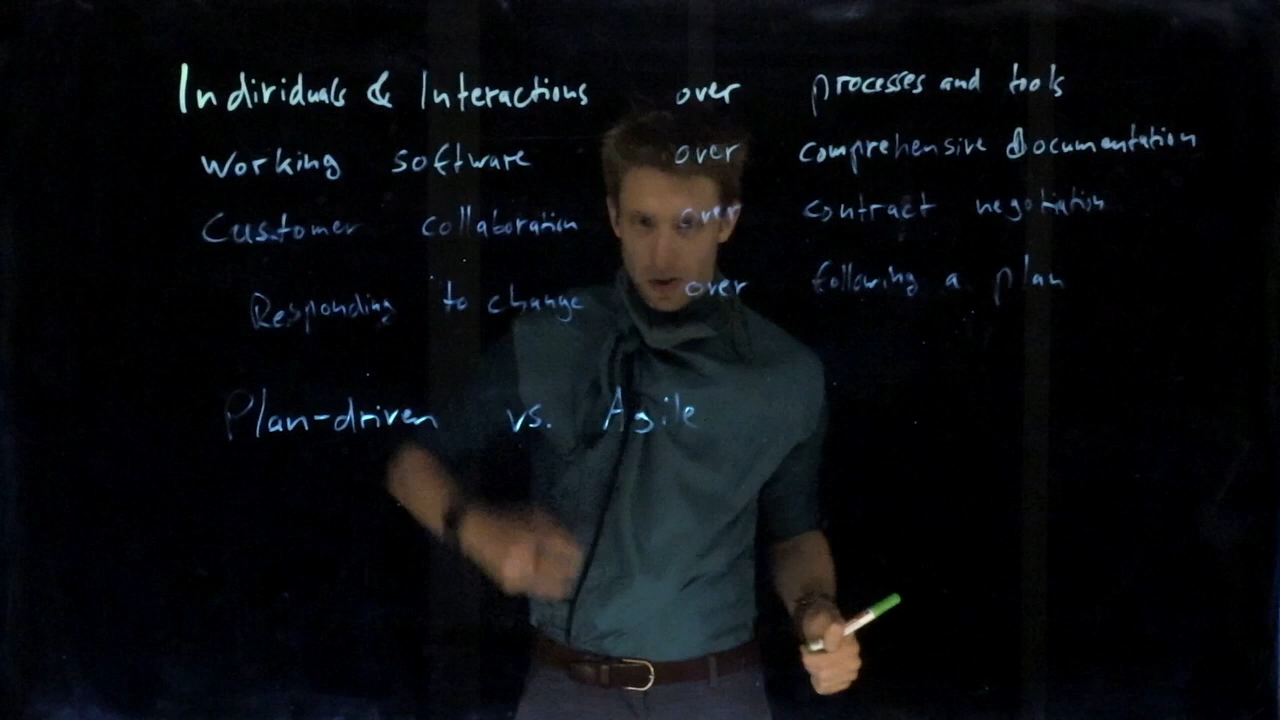 Individuals & Interactions over processes and tools
Working software over comprehensive Documentation
Customer collaboration over contract negotiation
Responding to change over following a plan
Plan-driven vs. Agile